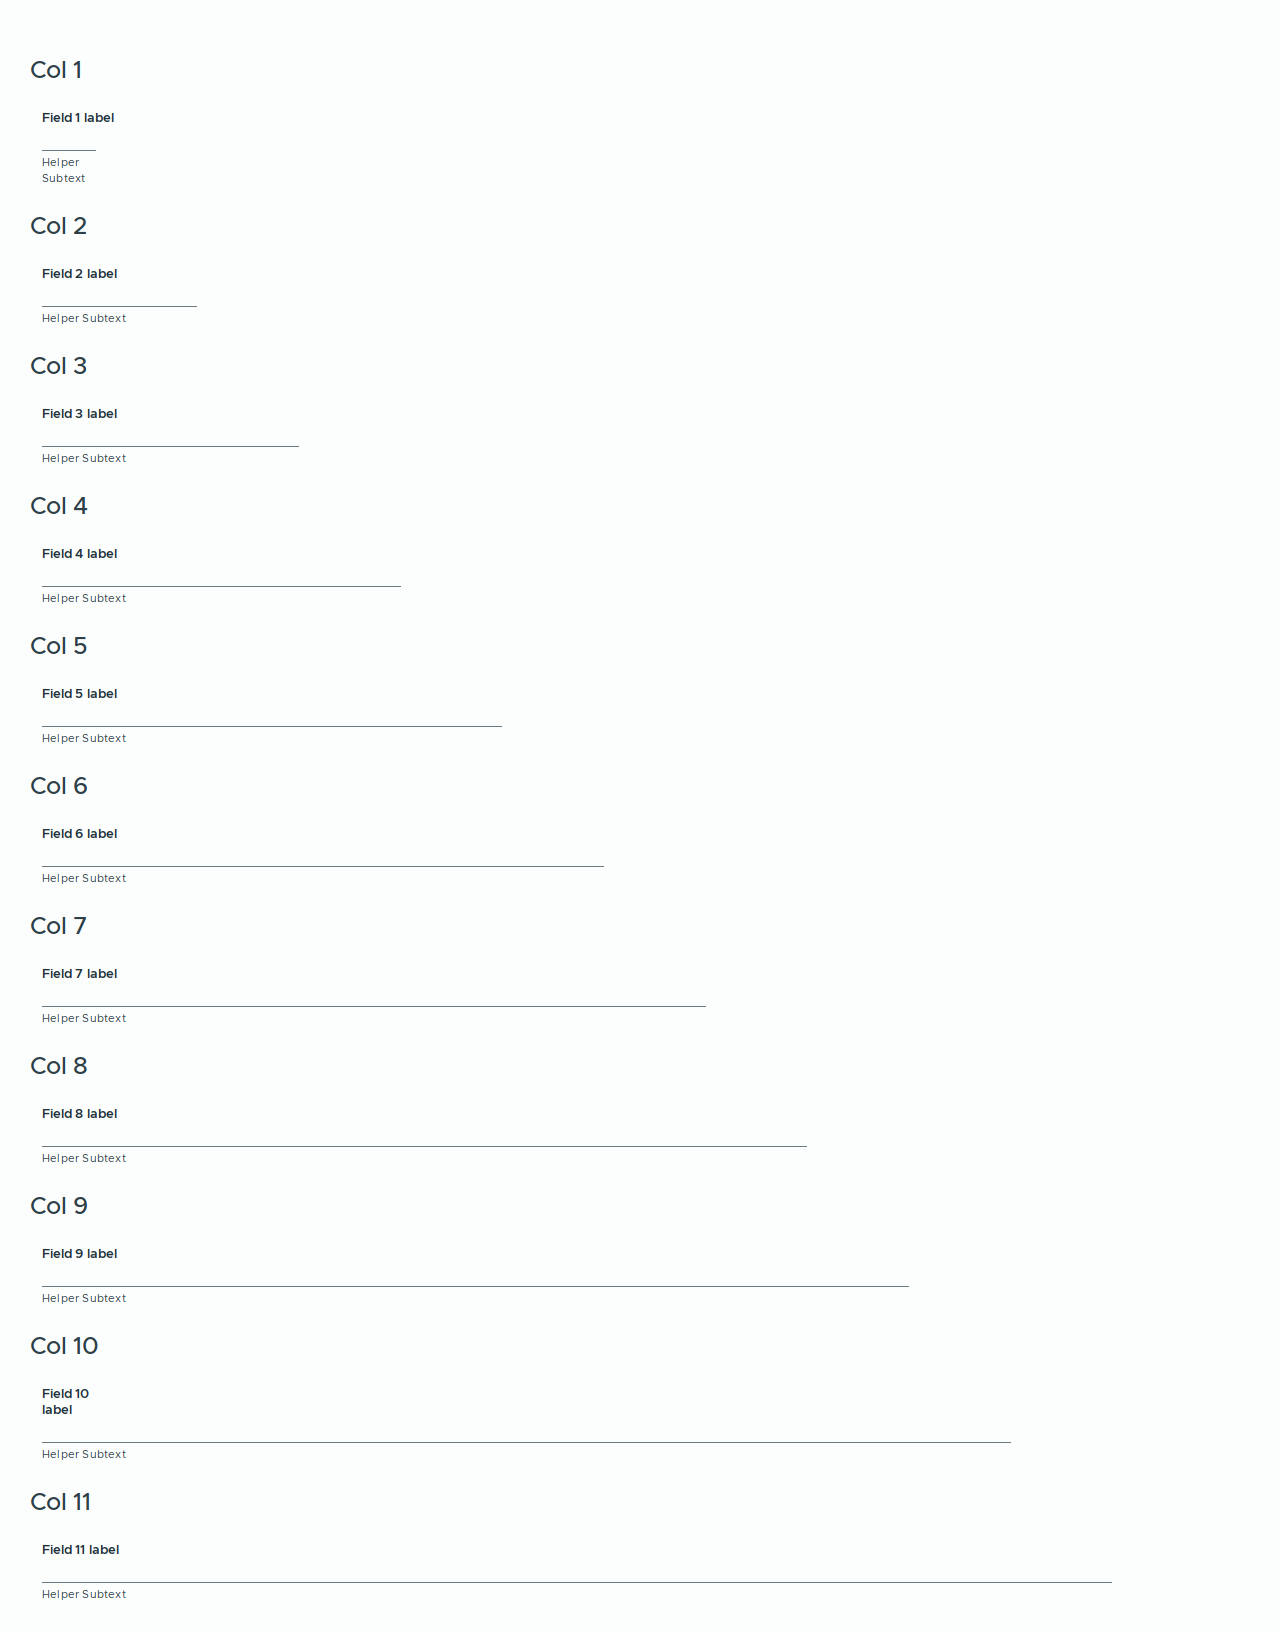 Col 1
Field 1 label
Helper
Subtext
Col 2
Field 2 label
Helper Subtext
Col 3
Field 3 label
Helper Subtext
Col 4
Field 4 label
Helper Subtext
Col 5
Field 5 label
Helper Subtext
Col 6
Field 6 label
Helper Subtext
Col 7
Field 7 label
Helper Subtext
Col 8
Field 8 label
Helper Subtext
Col 9
Field 9 label
Helper Subtext
Col 10
Field 10
label
Helper Subtext
Col 11
Field 11 label
Helper Subtext